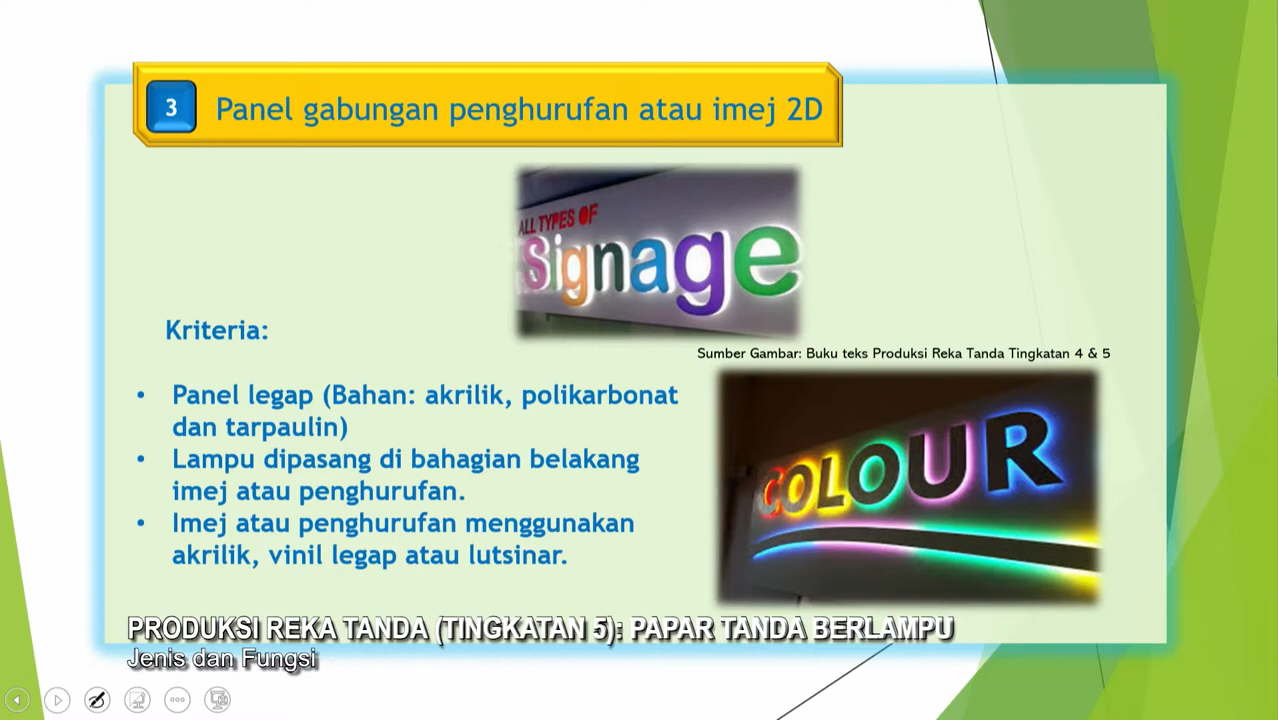 3
Panel gabungan penghurufan atau imej 2D
ALL TYPES OF
Signage
Kriteria:
Sumber Gambar: Buku teks Produksi Reka Tanda Tingkatan 4 & 5
• Panel legap (Bahan: akrilik, polikarbonat
dan tarpaulin)
• Lampu dipasang di bahagian belakang
imej atau penghurufan.
• Imej atau penghurufan menggunakan
akrilik, vinil legap atau lutsinar.
COLOUR
PRODUKSI REKA TANDA (TINGKATAN 5): PAPAR TANDA BERLAMPU
Jenis dan Fungsi